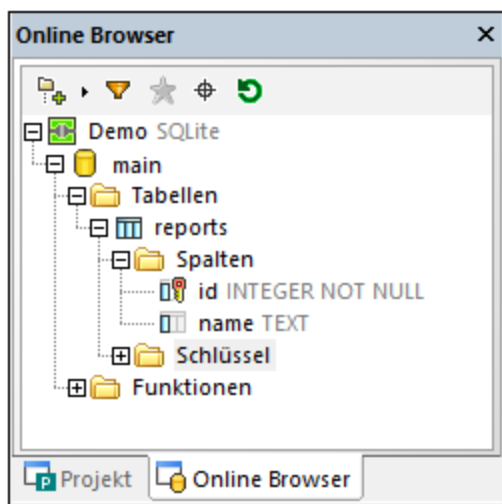 Online Browser
Demo SQLite
main
Tabellen
reports
Spalten
id INTEGER NOT NULL
name TEXT
Schlüssel
Funktionen
Projekt Online Browser